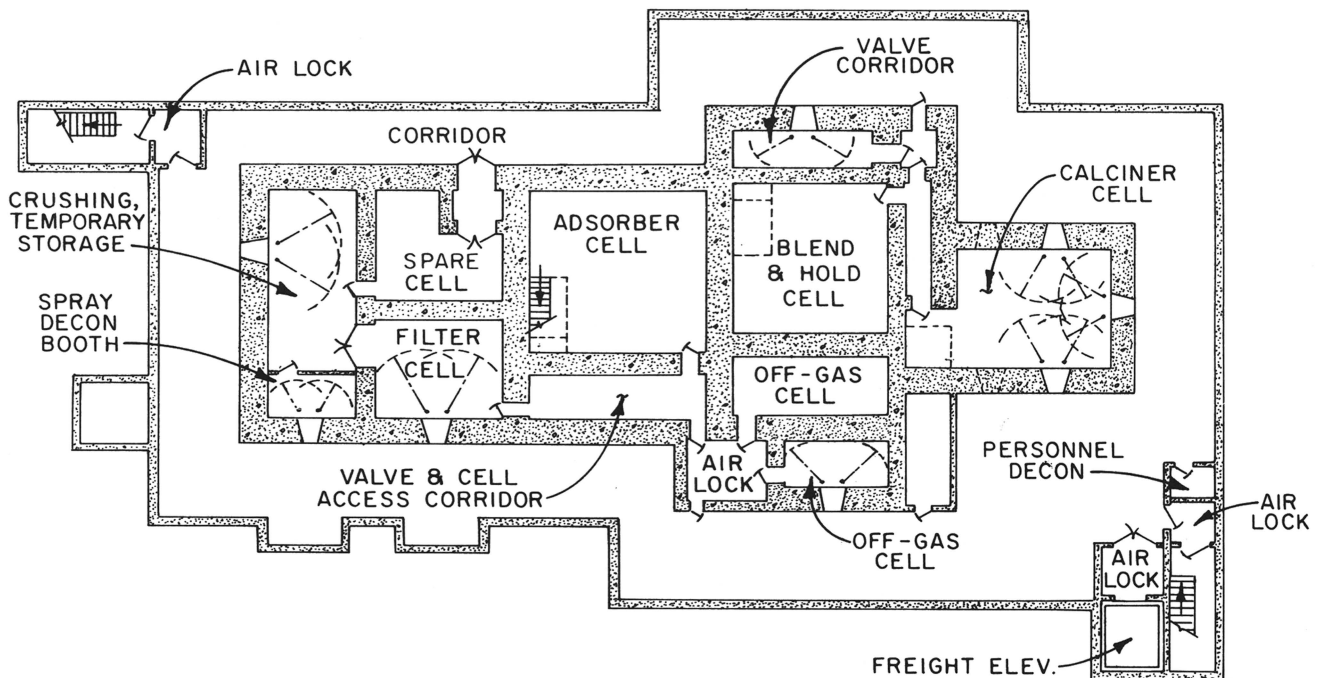 AIR LOCK
VALVE
CORRIDOR
CORRIDOR
CRUSHING,
TEMPORARY
STORAGE
CALCINER
CELL
ADSORBER
CELL
SPARE
CELL
BLEND
& HOLD
CELL
SPRAY
DECON
BOOTH
FILTER
CELL
OFF-GAS
CELL
VALVE & CELL
ACCESS CORRIDOR
AIR
LOCK
PERSONNEL
DECON
AIR
LOCK
OFF-GAS
CELL
AIR
LOCK
FREIGHT ELEV.